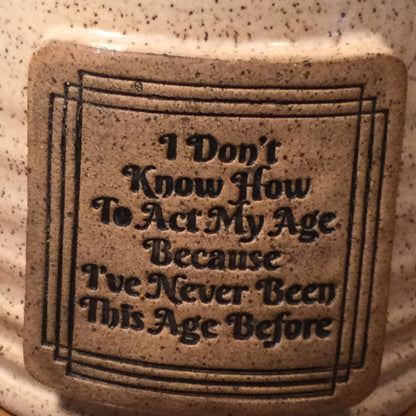 I Don't
Know How
To Act My Age
Because
I've Never Been
This Age Before